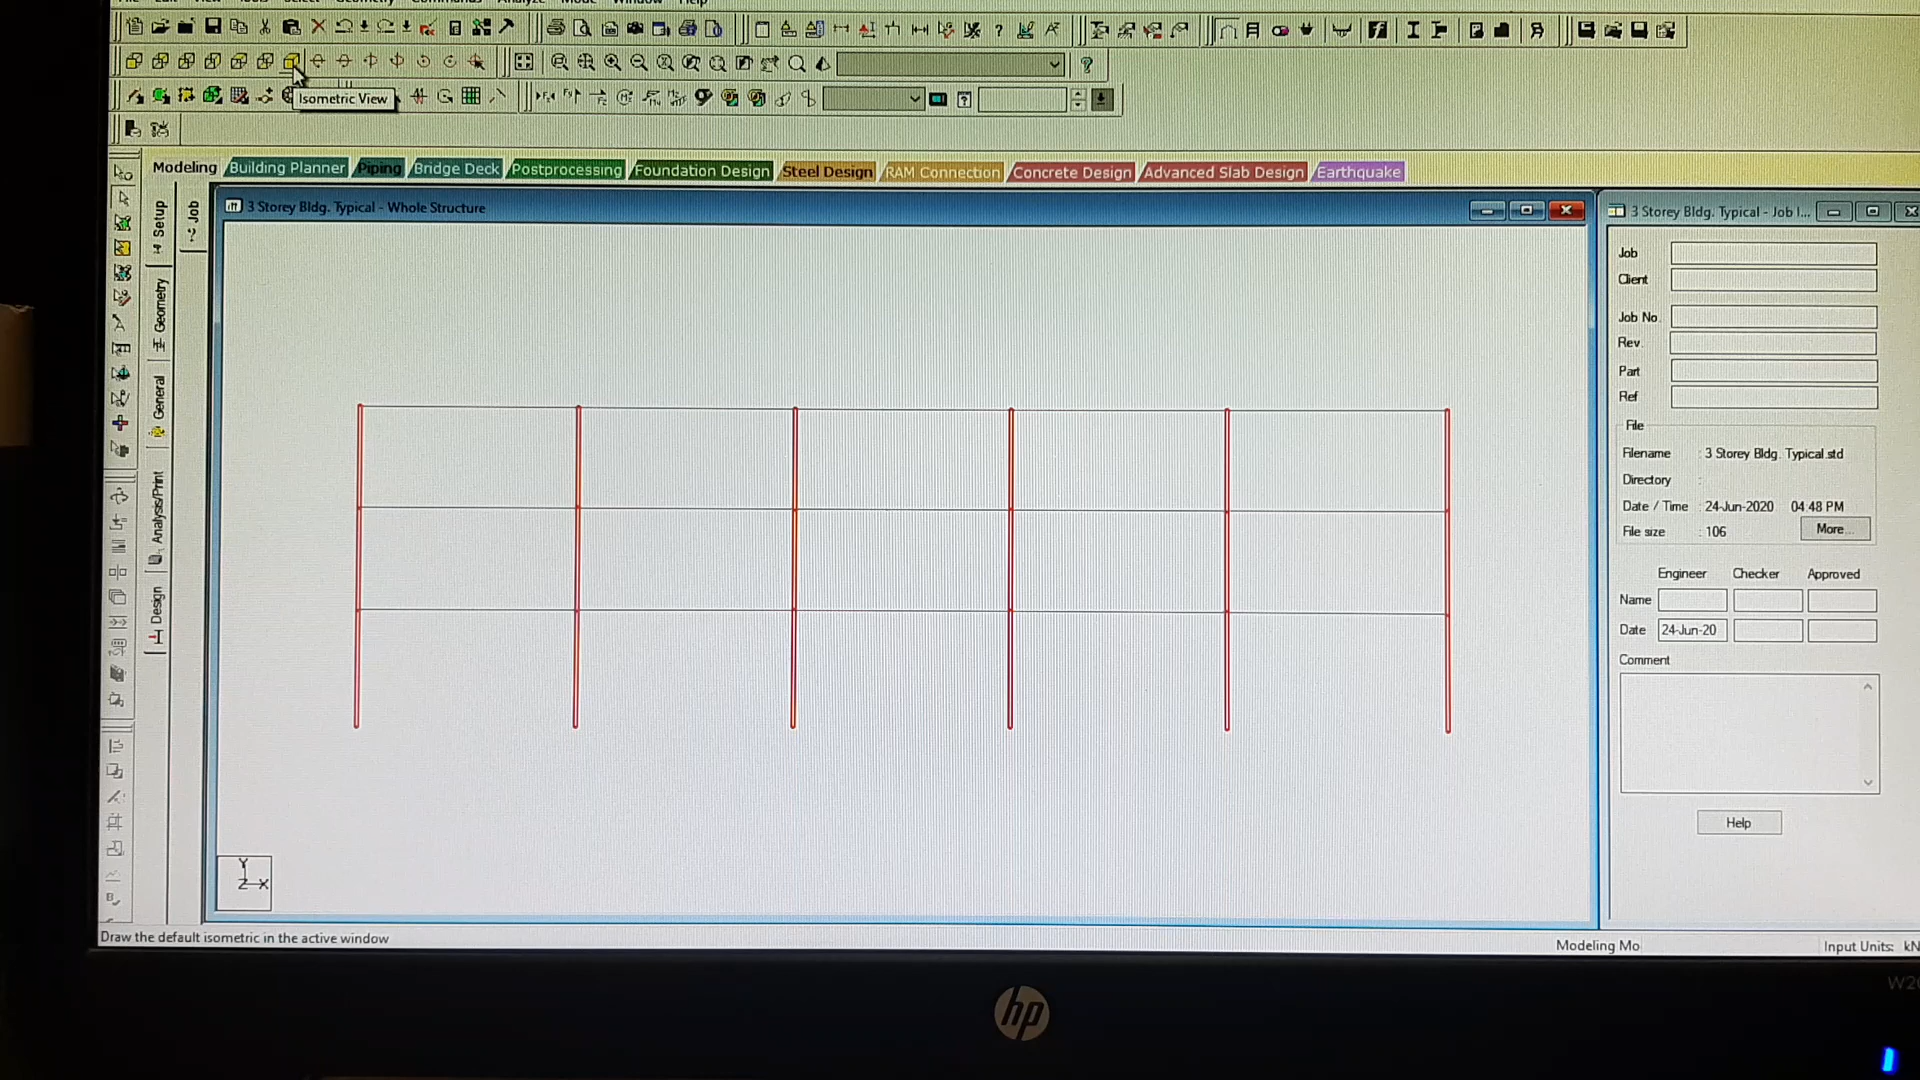 Isometric View
Modeling
Building Planner
Piping
Bridge Deck
Postprocessing
Foundation Design
Steel Design
RAM Connection
Concrete Design
Advanced Slab Design
Earthquake
Setup
Job
Geometry
General
Analysis/Print
Design
3 Storey Bldg. Typical - Whole Structure
3 Storey Bldg. Typical - Job I...
Job
Client
Job No.
Rev
Part
Ref
File
Filename : 3 Storey Bldg. Typical.std
Directory :
Date / Time : 24-Jun-2020 04:48 PM
File size : 106
More...
Engineer Checker Approved
Name
Date 24-Jun-20
Comment
Help
Y
Z X
Draw the default isometric in the active window
Modeling Mo
Input Units: kN
hp